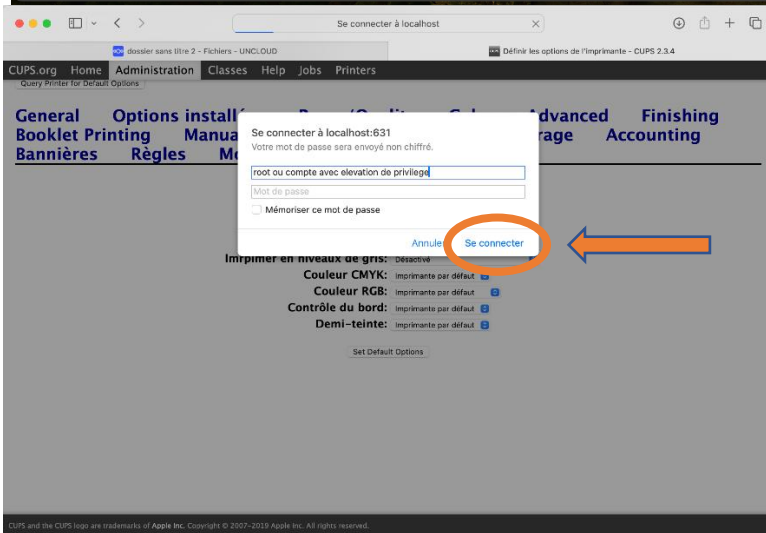 Se connecter à localhost
dossier sans titre 2 - Fichiers - UNCLOUD
Définir les options de l'imprimante - CUPS 2.3.4
CUPS.org Home Administration Classes Help Jobs Printers
Query Printer for Default Options
General Options install Advanced Finishing
Booklet Printing Manua rage Accounting
Bannières Règles
Se connecter à localhost:631
Votre mot de passe sera envoyé non chiffré.
root ou compte avec elevation de privilege
Mot de passe
Mémoriser ce mot de passe
Annuler Se connecter
Imrpimer en niveaux de gris: Désactivé
Couleur CMYK: Imprimante par défaut
Couleur RGB: Imprimante par défaut
Contrôle du bord: Imprimante par défaut
Demi-teinte: Imprimante par défaut
Set Default Options
CUPS and the CUPS logo are trademarks of Apple Inc. Copyright © 2007-2019 Apple Inc. All rights reserved.